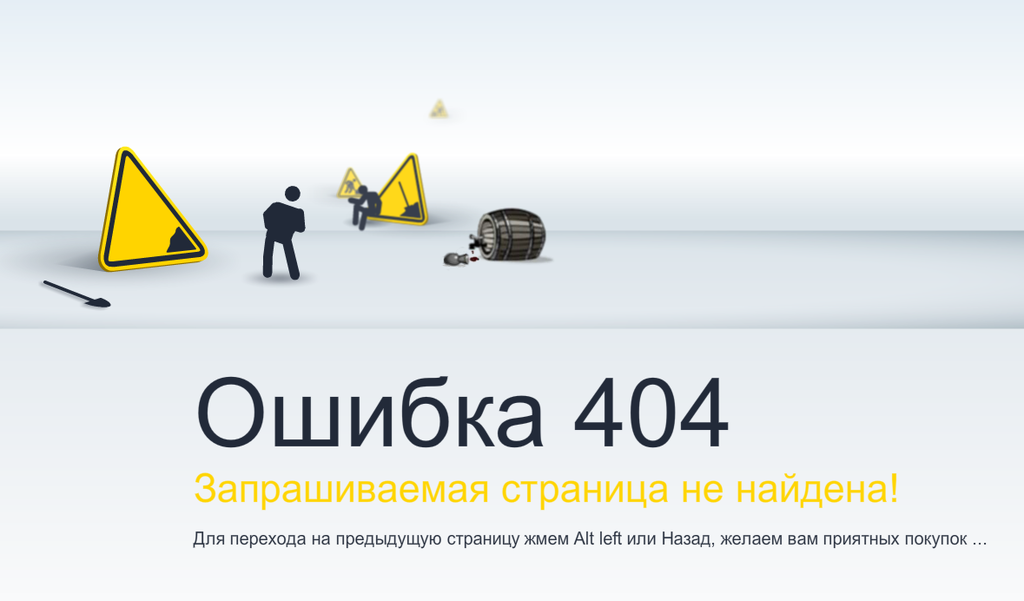 Ошибка 404
Запрашиваемая страница не найдена!
Для перехода на предыдущую страницу жмем Alt left или Назад, желаем вам приятных покупок ...